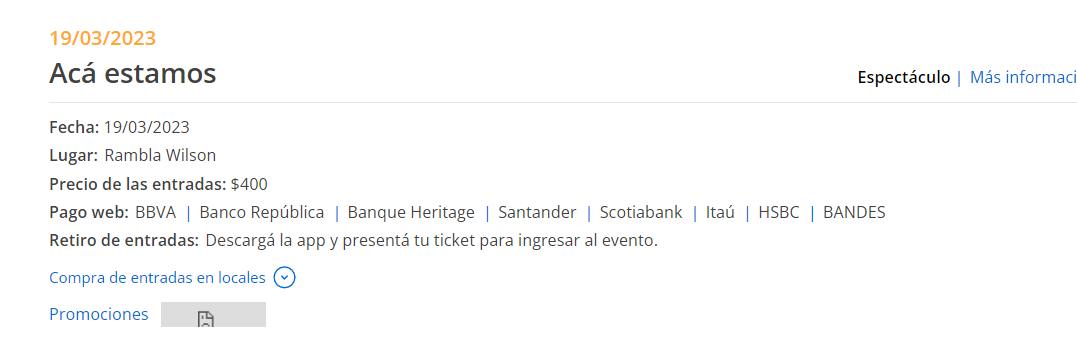 19/03/2023
Acá estamos
Espectáculo | Más informaci
Fecha: 19/03/2023
Lugar: Rambla Wilson
Precio de las entradas: $400
Pago web: BBVA | Banco República | Banque Heritage | Santander | Scotiabank | Itaú | HSBC | BANDES
Retiro de entradas: Descargá la app y presentá tu ticket para ingresar al evento.
Compra de entradas en locales
Promociones